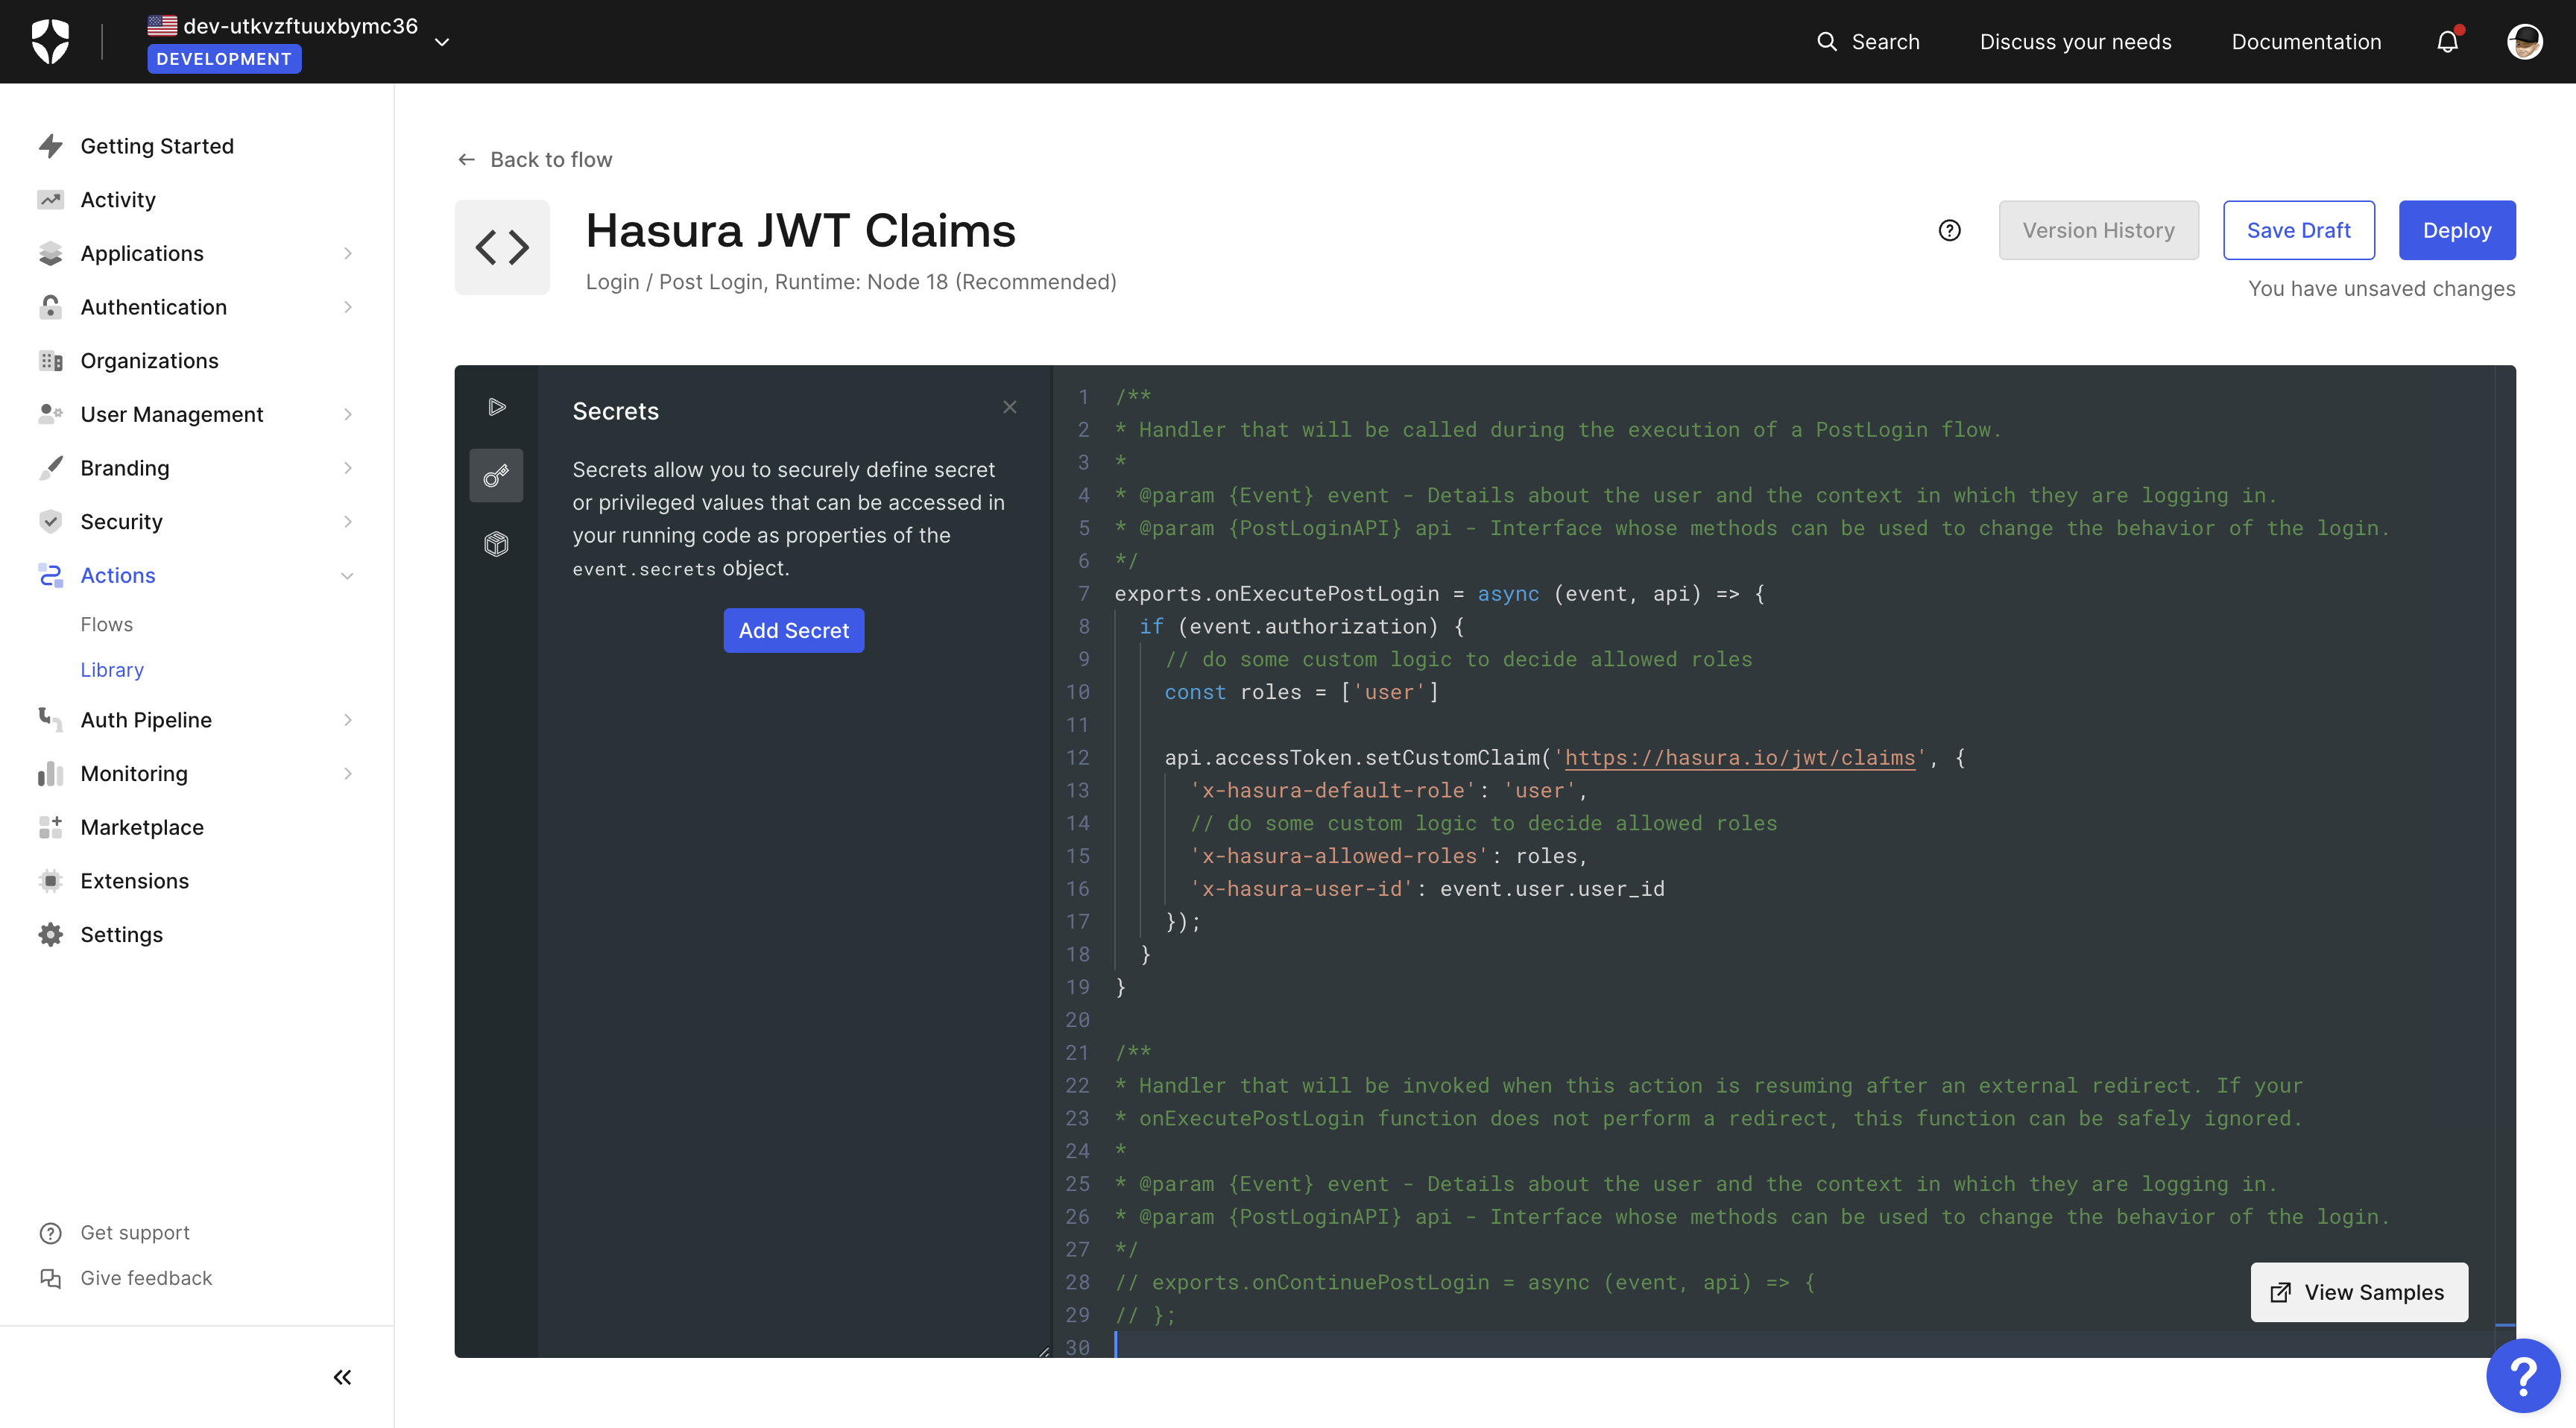 dev-utkvzftuuxbymc36
DEVELOPMENT
Search
Discuss your needs
Documentation
Getting Started
Activity
Applications
Authentication
Organizations
User Management
Branding
Security
Actions
Flows
Library
Auth Pipeline
Monitoring
Marketplace
Extensions
Settings
Get support
Give feedback
Back to flow
Hasura JWT Claims
Login / Post Login, Runtime: Node 18 (Recommended)
Version History
Save Draft
Deploy
You have unsaved changes
Secrets
Secrets allow you to securely define secret
or privileged values that can be accessed in
your running code as properties of the
event.secrets object.
Add Secret
1 /**
2 * Handler that will be called during the execution of a PostLogin flow.
3 *
4 * @param {Event} event - Details about the user and the context in which they are logging in.
5 * @param {PostLoginAPI} api - Interface whose methods can be used to change the behavior of the login.
6 */
7 exports.onExecutePostLogin = async (event, api) => {
8 if (event.authorization) {
9 // do some custom logic to decide allowed roles
10 const roles = ['user']
11
12 api.accessToken.setCustomClaim('https://hasura.io/jwt/claims', {
13 'x-hasura-default-role': 'user',
14 // do some custom logic to decide allowed roles
15 'x-hasura-allowed-roles': roles,
16 'x-hasura-user-id': event.user.user_id
17 });
18 }
19 }
20
21 /**
22 * Handler that will be invoked when this action is resuming after an external redirect. If your
23 * onExecutePostLogin function does not perform a redirect, this function can be safely ignored.
24 *
25 * @param {Event} event - Details about the user and the context in which they are logging in.
26 * @param {PostLoginAPI} api - Interface whose methods can be used to change the behavior of the login.
27 */
28 // exports.onContinuePostLogin = async (event, api) => {
29 // };
30
View Samples